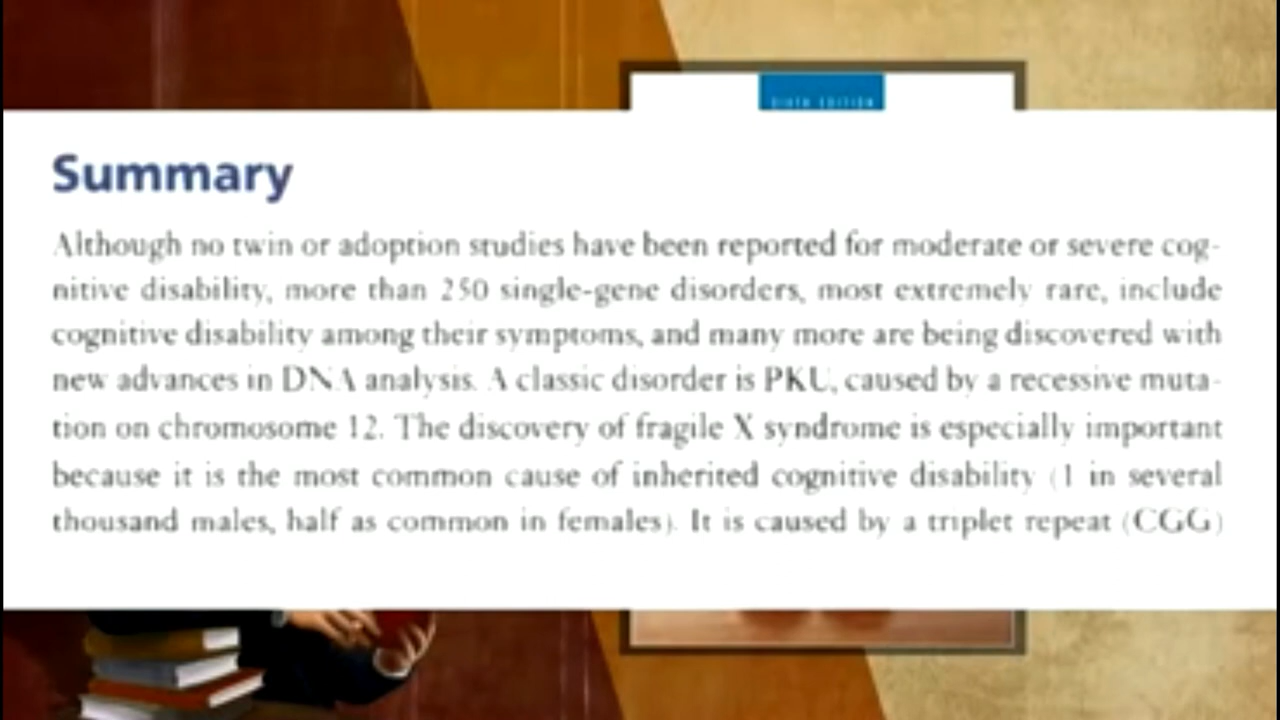 SIXTH EDITION
Summary
Although no twin or adoption studies have been reported for moderate or severe cog-
nitive disability, more than 250 single-gene disorders, most extremely rare, include
cognitive disability among their symptoms, and many more are being discovered with
new advances in DNA analysis. A classic disorder is PKU, caused by a recessive muta-
tion on chromosome 12. The discovery of fragile X syndrome is especially important
because it is the most common cause of inherited cognitive disability (1 in several
thousand males, half as common in females). It is caused by a triplet repeat (CGG)